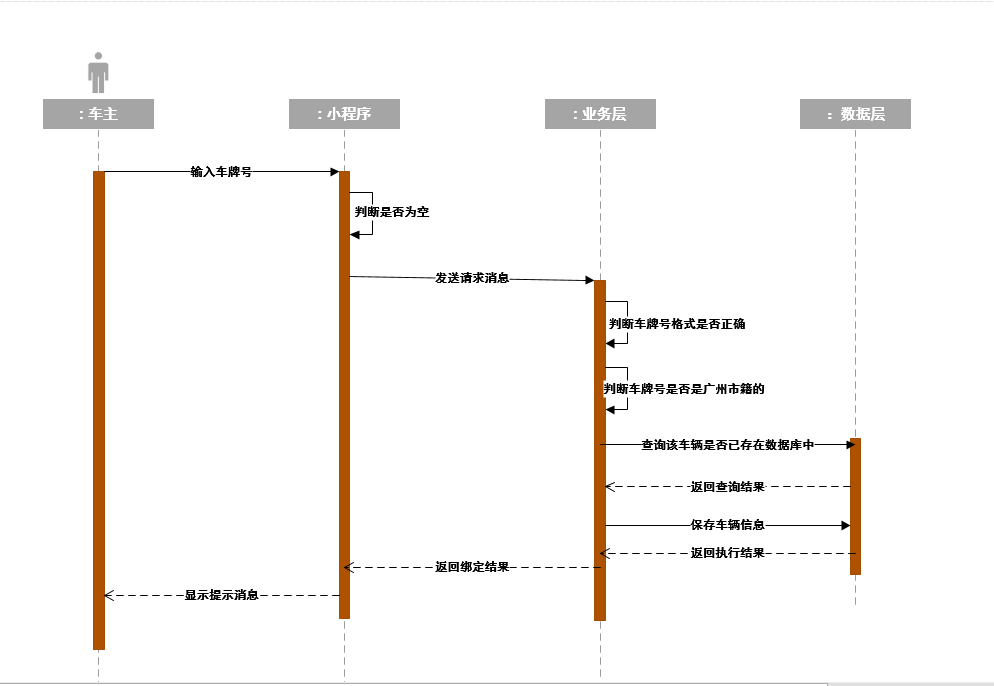 ：车主
：小程序
：业务层
：数据层
输入车牌号
判断是否为空
发送请求消息
判断车牌号格式是否正确
判断车牌号是否是广州市籍的
查询该车辆是否已存在数据库中
返回查询结果
保存车辆信息
返回执行结果
返回绑定结果
显示提示消息